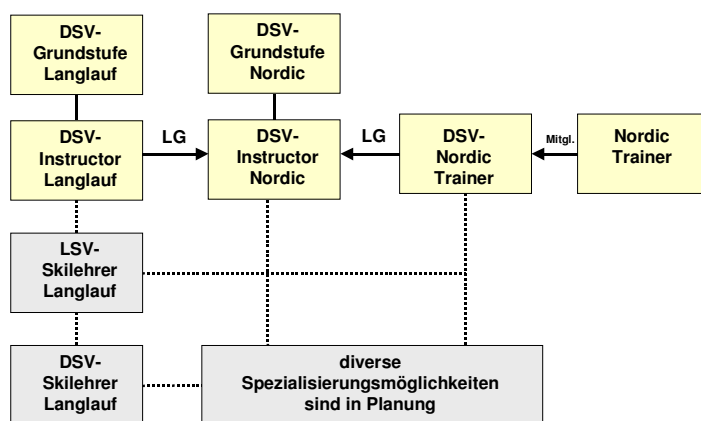 DSV-
Grundstufe
Langlauf
DSV-
Grundstufe
Nordic
DSV-
Instructor
Langlauf
LG
DSV-
Instructor
Nordic
LG
DSV-
Nordic
Trainer
Mitgl.
Nordic
Trainer
LSV-
Skilehrer
Langlauf
DSV-
Skilehrer
Langlauf
diverse
Spezialisierungsmöglichkeiten
sind in Planung